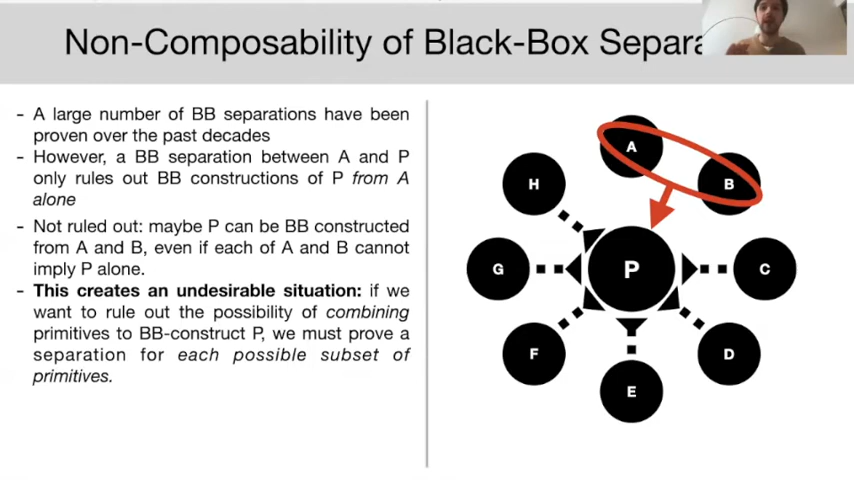 Non-Composability of Black-Box Separa
- A large number of BB separations have been
proven over the past decades
- However, a BB separation between A and P
only rules out BB constructions of P from A
alone
- Not ruled out: maybe P can be BB constructed
from A and B, even if each of A and B cannot
imply P alone.
- This creates an undesirable situation: if we
want to rule out the possibility of combining
primitives to BB-construct P, we must prove a
separation for each possible subset of
primitives.
A
H
B
G
P
C
F
D
E